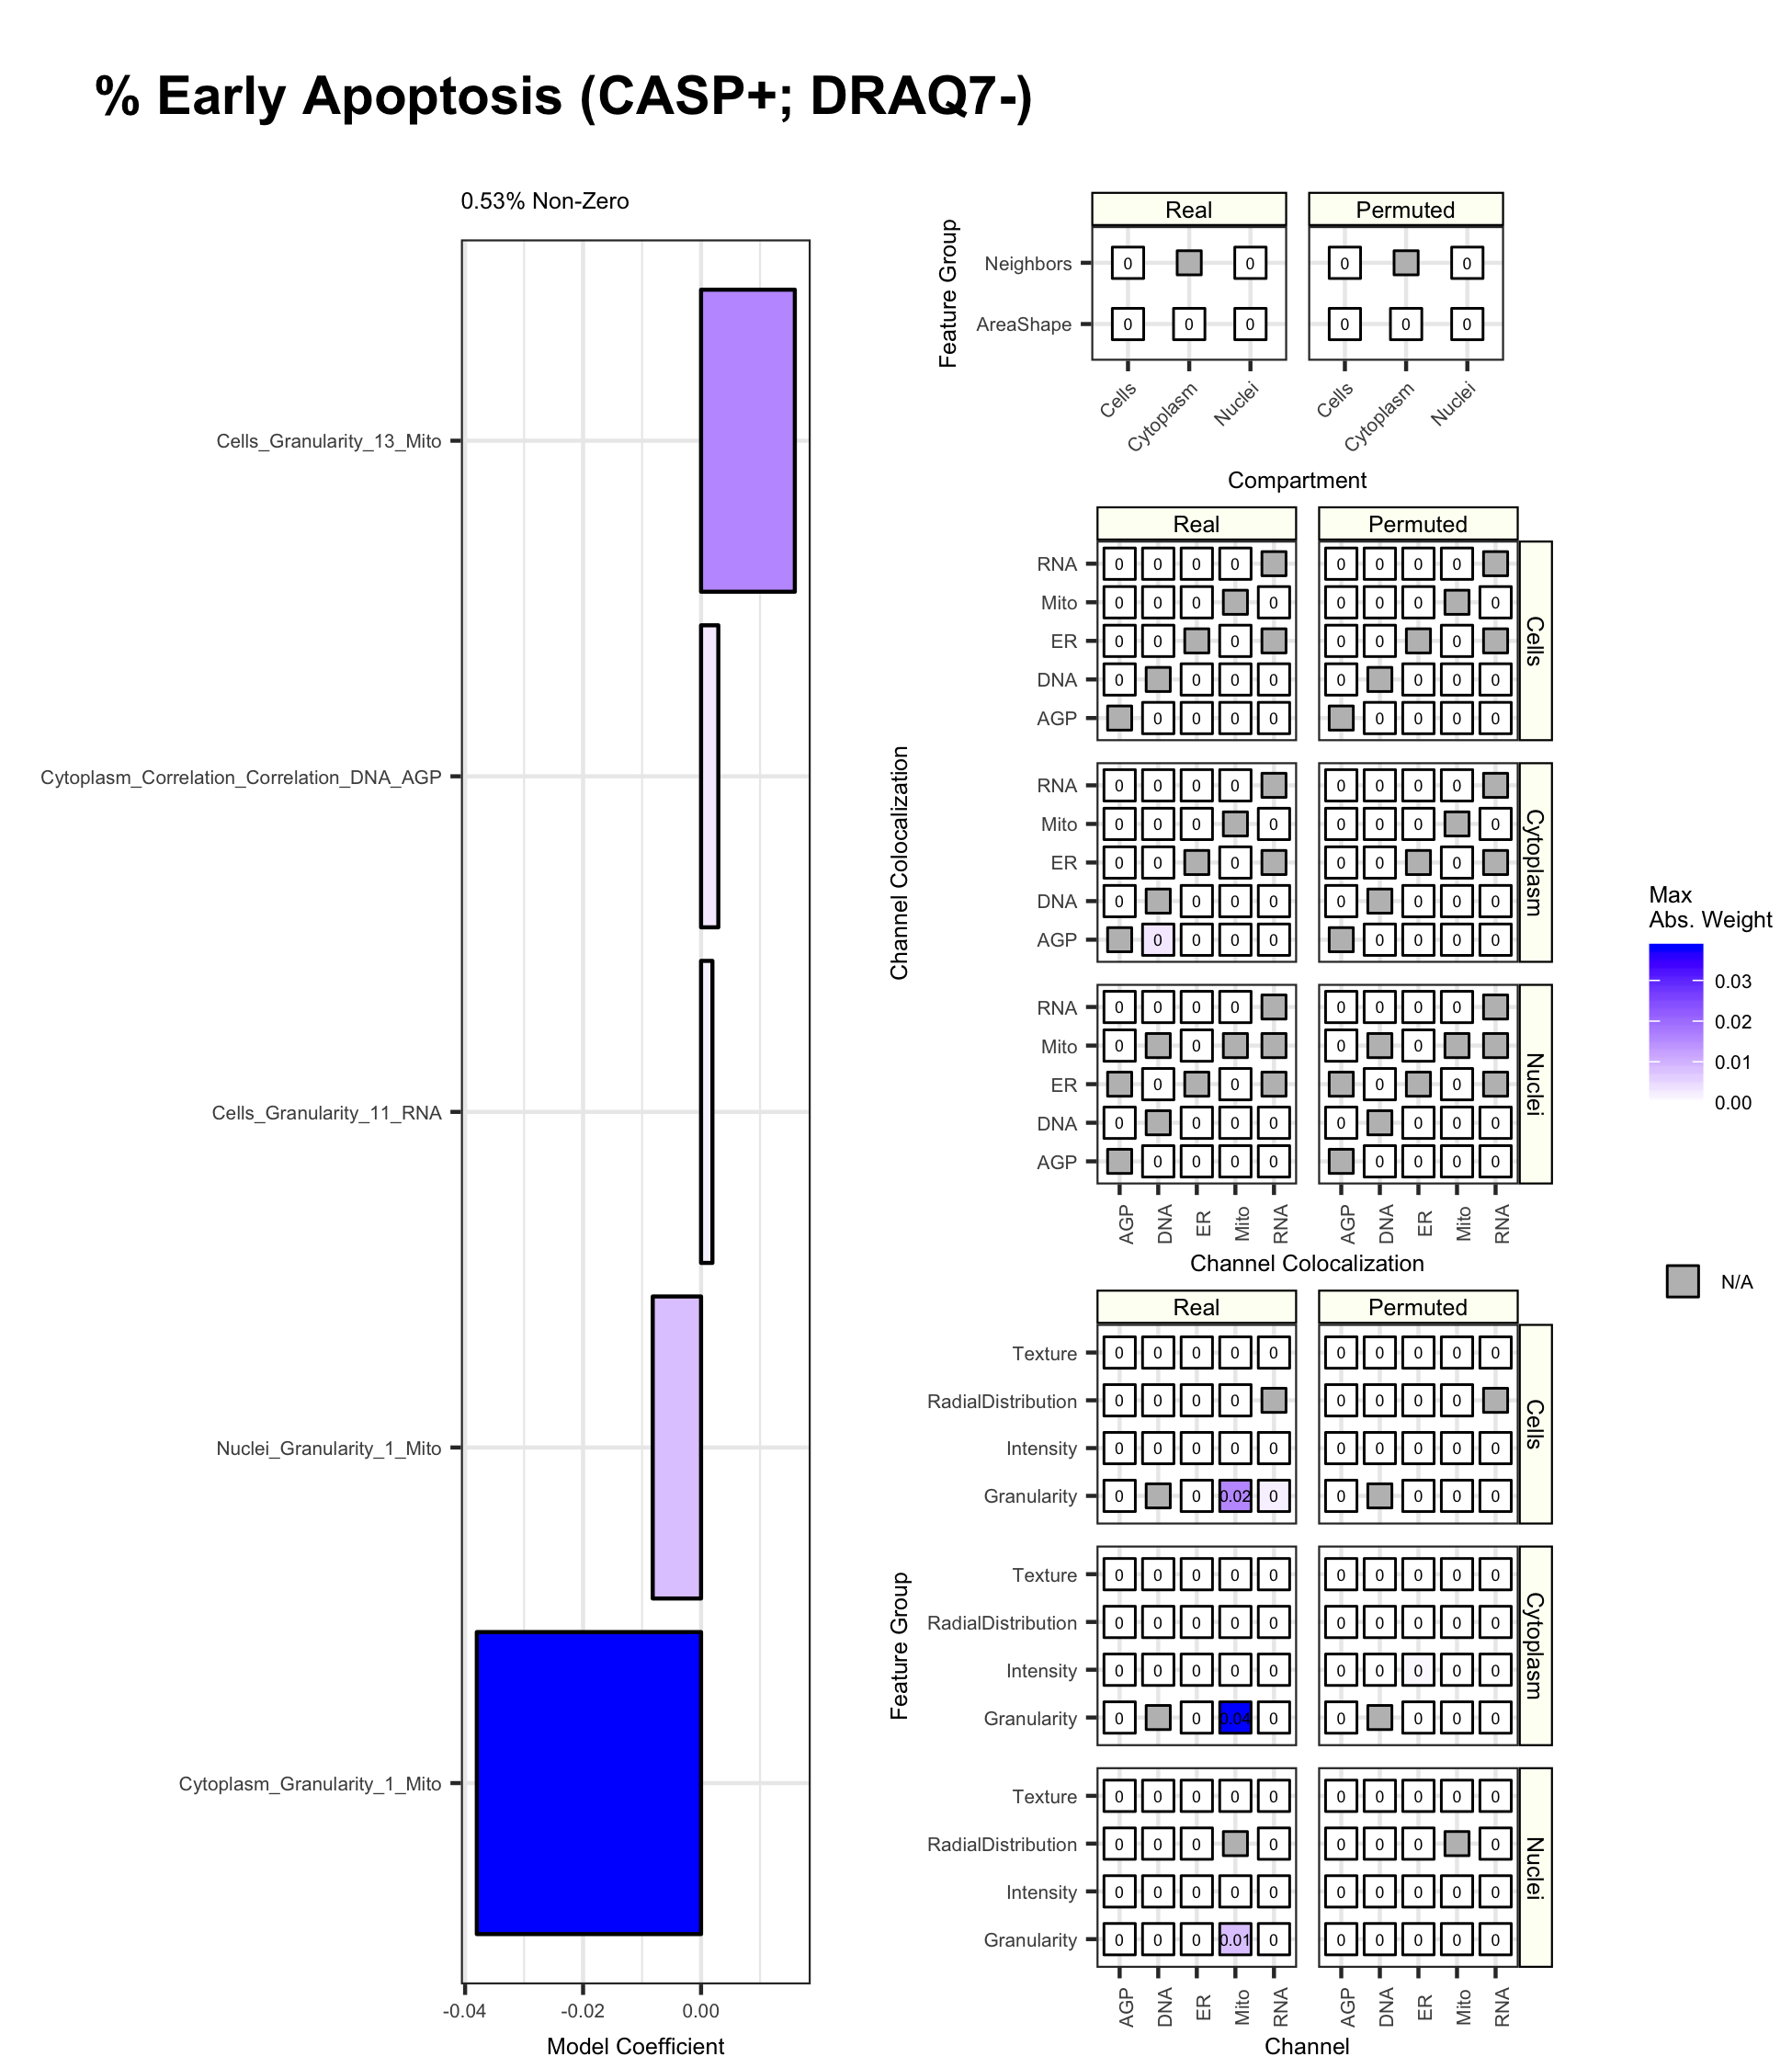 % Early Apoptosis (CASP+; DRAQ7-)
0.53% Non-Zero
Cells_Granularity_13_Mito
Cytoplasm_Correlation_Correlation_DNA_AGP
Cells_Granularity_11_RNA
Nuclei_Granularity_1_Mito
Cytoplasm_Granularity_1_Mito
-0.04 -0.02 0.00
Model Coefficient
Real Permuted
Feature Group
Neighbors 0 0 0 0
AreaShape 0 0 0 0 0 0
Cells Cytoplasm Nuclei Cells Cytoplasm Nuclei
Compartment
Real Permuted
Channel Colocalization
RNA 0 0 0 0 0 0 0 0
Mito 0 0 0 0 0 0 0 0
ER 0 0 0 0 0 0
DNA 0 0 0 0 0 0 0 0
AGP 0 0 0 0 0 0 0 0
Cells
RNA 0 0 0 0 0 0 0 0
Mito 0 0 0 0 0 0 0 0
ER 0 0 0 0 0 0
DNA 0 0 0 0 0 0 0 0
AGP 0 0 0 0 0 0 0 0
Cytoplasm
RNA 0 0 0 0 0 0 0 0
Mito 0 0 0 0
ER 0 0 0 0
DNA 0 0 0 0 0 0 0 0
AGP 0 0 0 0 0 0 0 0
Nuclei
AGP DNA ER Mito RNA AGP DNA ER Mito RNA
Channel Colocalization
Real Permuted
Feature Group
Texture 0 0 0 0 0 0 0 0 0 0
RadialDistribution 0 0 0 0 0 0 0 0
Intensity 0 0 0 0 0 0 0 0 0 0
Granularity 0 0 0.02 0 0 0 0 0
Cells
Texture 0 0 0 0 0 0 0 0 0 0
RadialDistribution 0 0 0 0 0 0 0 0 0 0
Intensity 0 0 0 0 0 0 0 0 0 0
Granularity 0 0 0.04 0 0 0 0 0
Cytoplasm
Texture 0 0 0 0 0 0 0 0 0 0
RadialDistribution 0 0 0 0 0 0 0 0
Intensity 0 0 0 0 0 0 0 0 0 0
Granularity 0 0 0 0.01 0 0 0 0 0 0
Nuclei
AGP DNA ER Mito RNA AGP DNA ER Mito RNA
Channel
Max
Abs. Weight
0.03
0.02
0.01
0.00
N/A